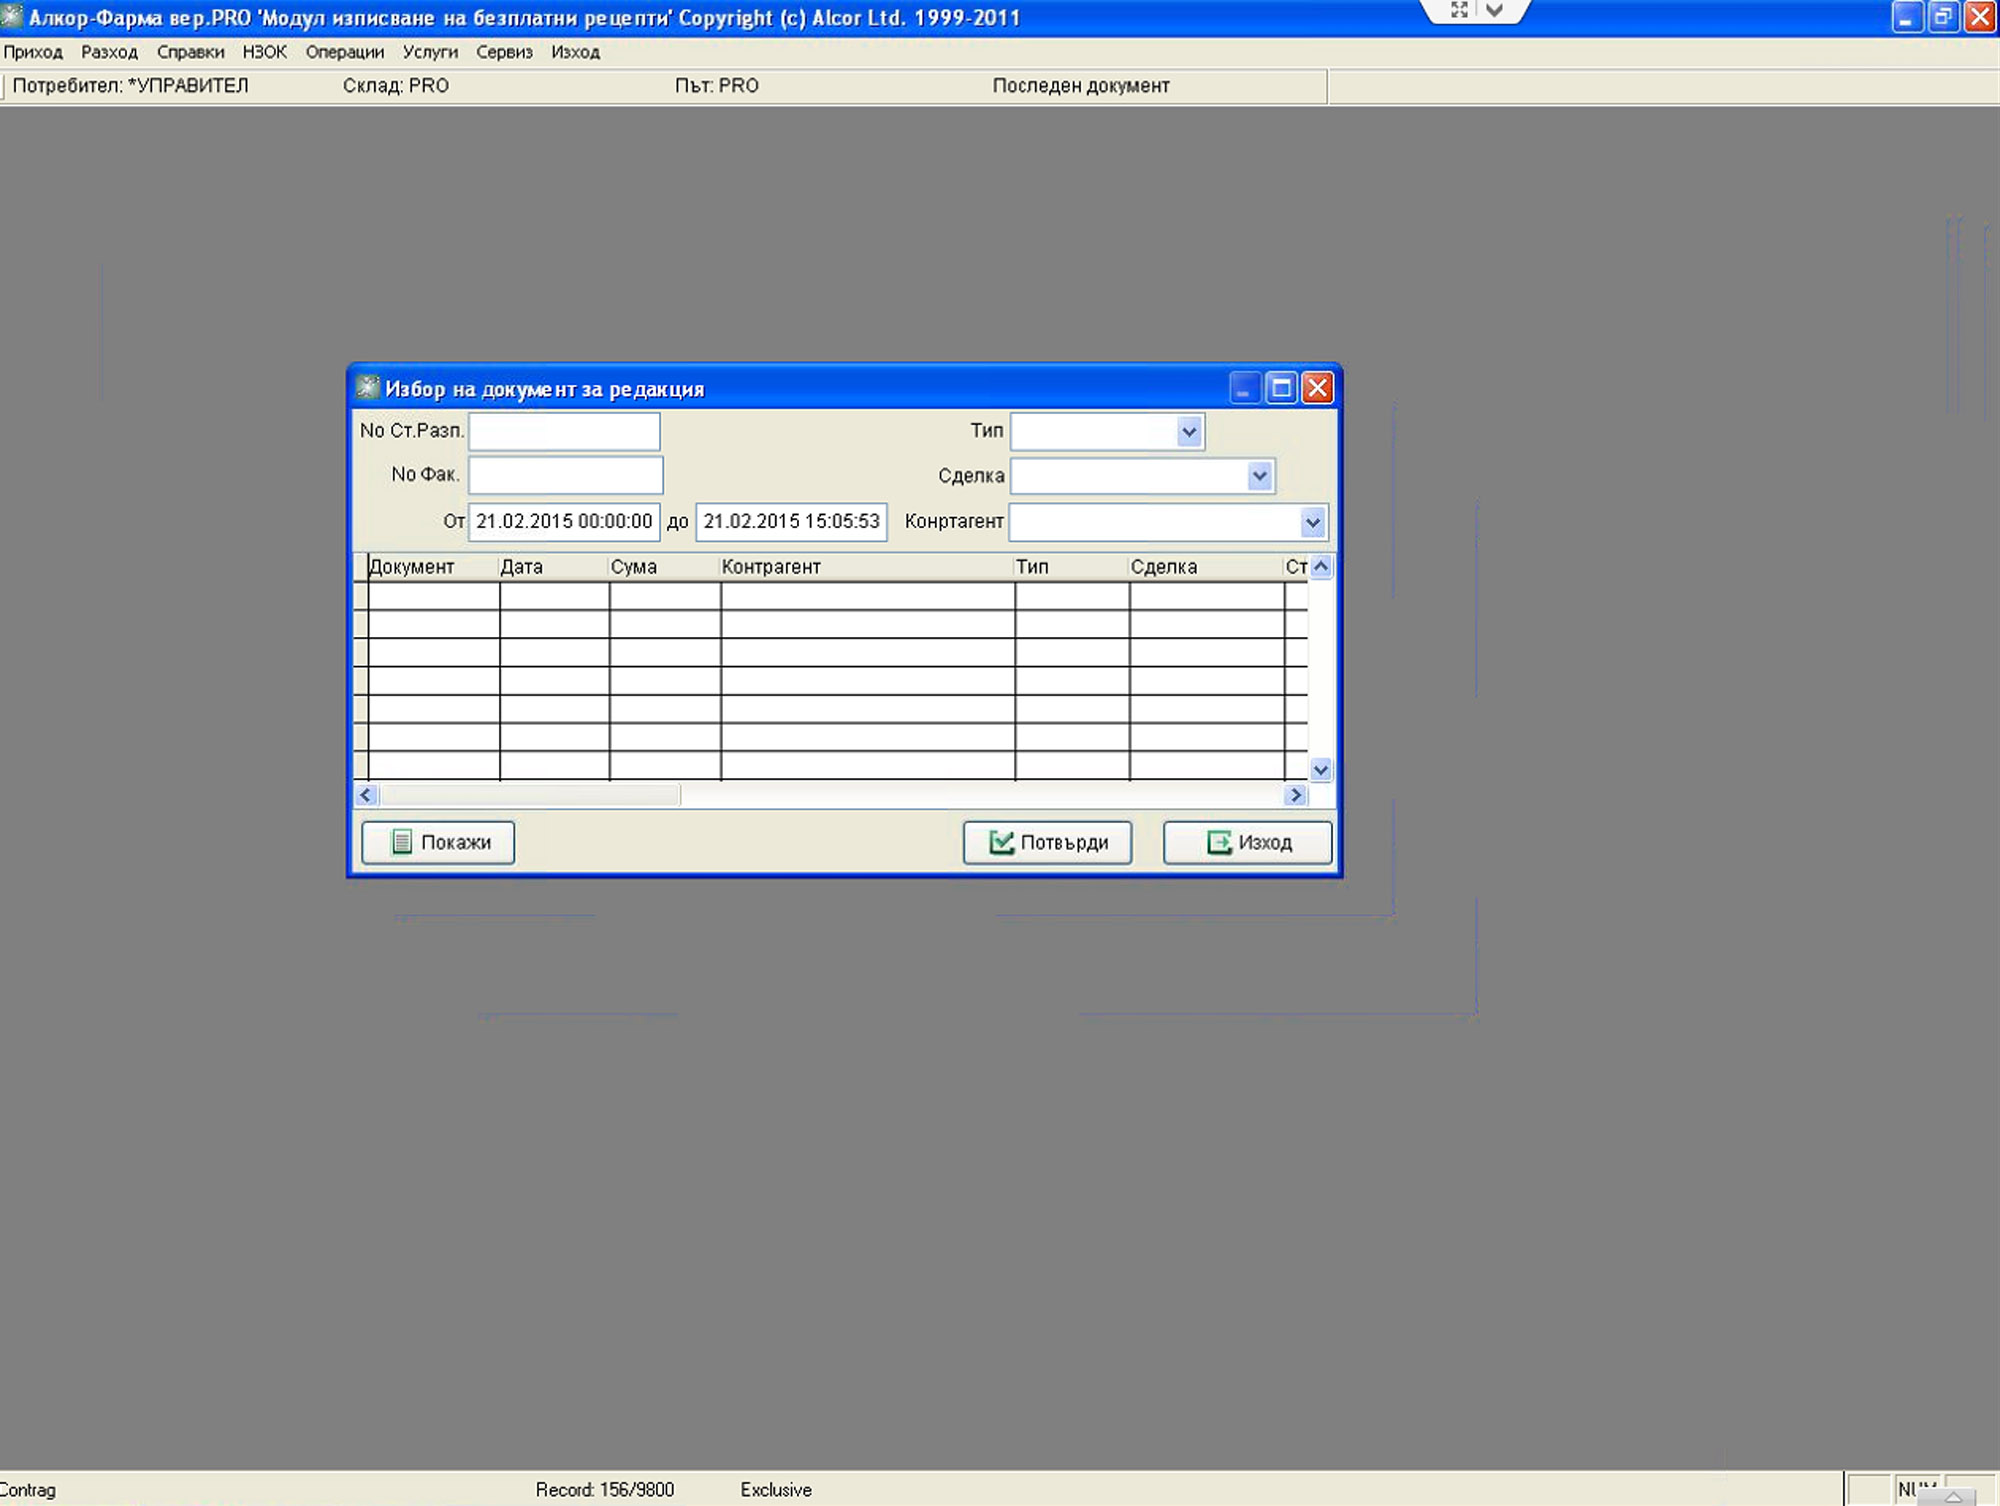 Алкор-Фарма вер.PRO 'Модул изписване на безплатни рецепти' Copyright (c) Alcor Ltd. 1999-2011
Приход Разход Справки НЗОК Операции Услуги Сервиз Изход
Потребител: *УПРАВИТЕЛ Склад: PRO Път: PRO Последен документ
Избор на документ за редакция
No Ст.Разп. Тип
No Фак. Сделка
От 21.02.2015 00:00:00 до 21.02.2015 15:05:53 Конртагент
Документ Дата Сума Контрагент Тип Сделка Ст
Покажи Потвърди Изход
Contrag Record: 156/9800 Exclusive